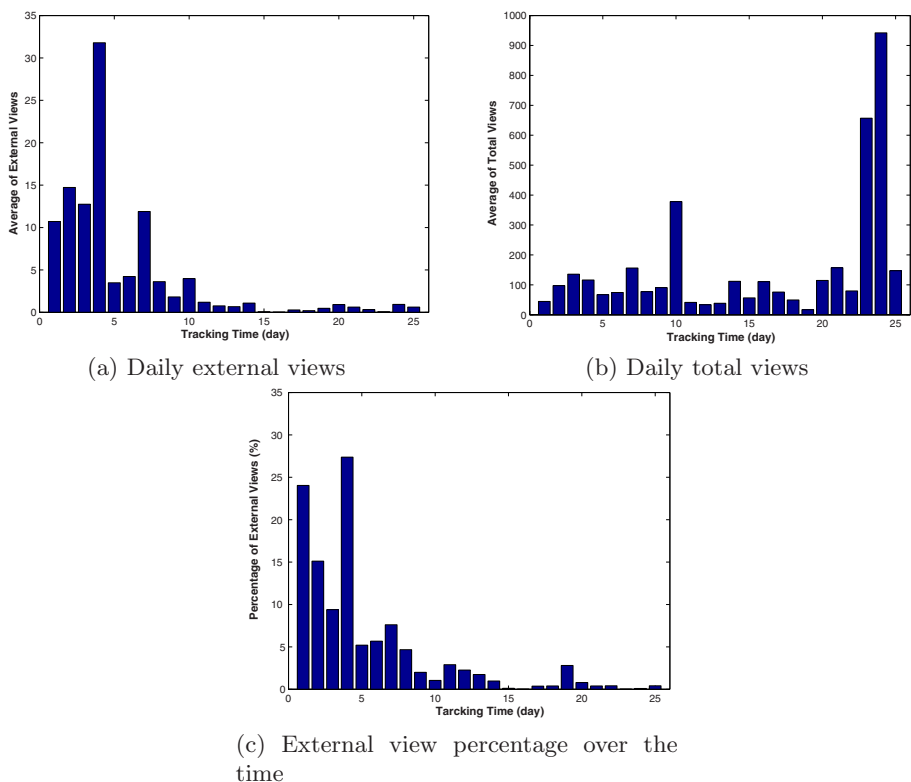 35
30
25
20
15
10
5
0
Average of External Views
0 5 10 15 20 25
Tracking Time (day)
(a) Daily external views
1000
900
800
700
600
500
400
300
200
100
0
Average of Total Views
0 5 10 15 20 25
Tracking Time (day)
(b) Daily total views
35
30
25
20
15
10
5
0
Percentage of External Views (%)
0 5 10 15 20 25
Tarcking Time (day)
(c) External view percentage over the
time